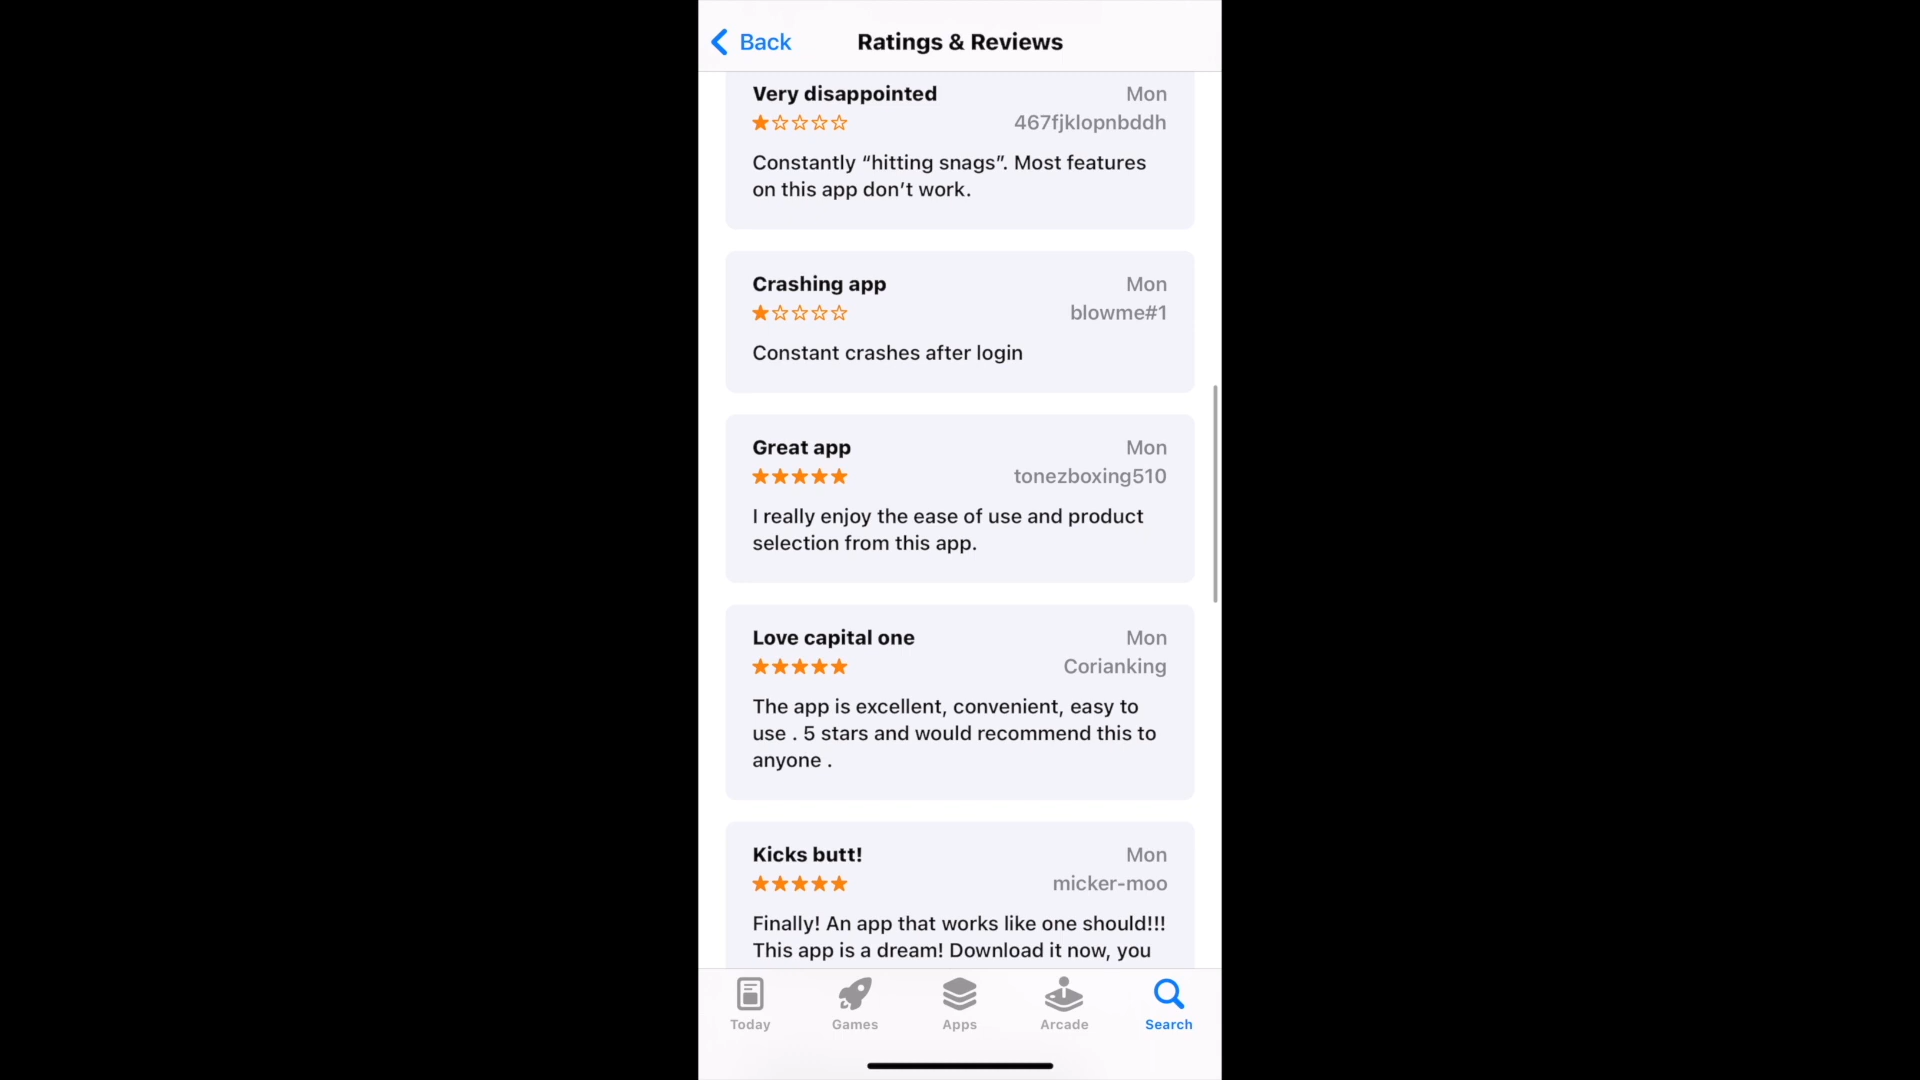 Back
Ratings & Reviews
Very disappointed
Mon
467fjklopnbddh
Constantly “hitting snags”. Most features
on this app don’t work.
Crashing app
Mon
blowme#1
Constant crashes after login
Great app
Mon
tonezboxing510
I really enjoy the ease of use and product
selection from this app.
Love capital one
Mon
Corianking
The app is excellent, convenient, easy to
use . 5 stars and would recommend this to
anyone .
Kicks butt!
Mon
micker-moo
Finally! An app that works like one should!!!
This app is a dream! Download it now, you
Today
Games
Apps
Arcade
Search